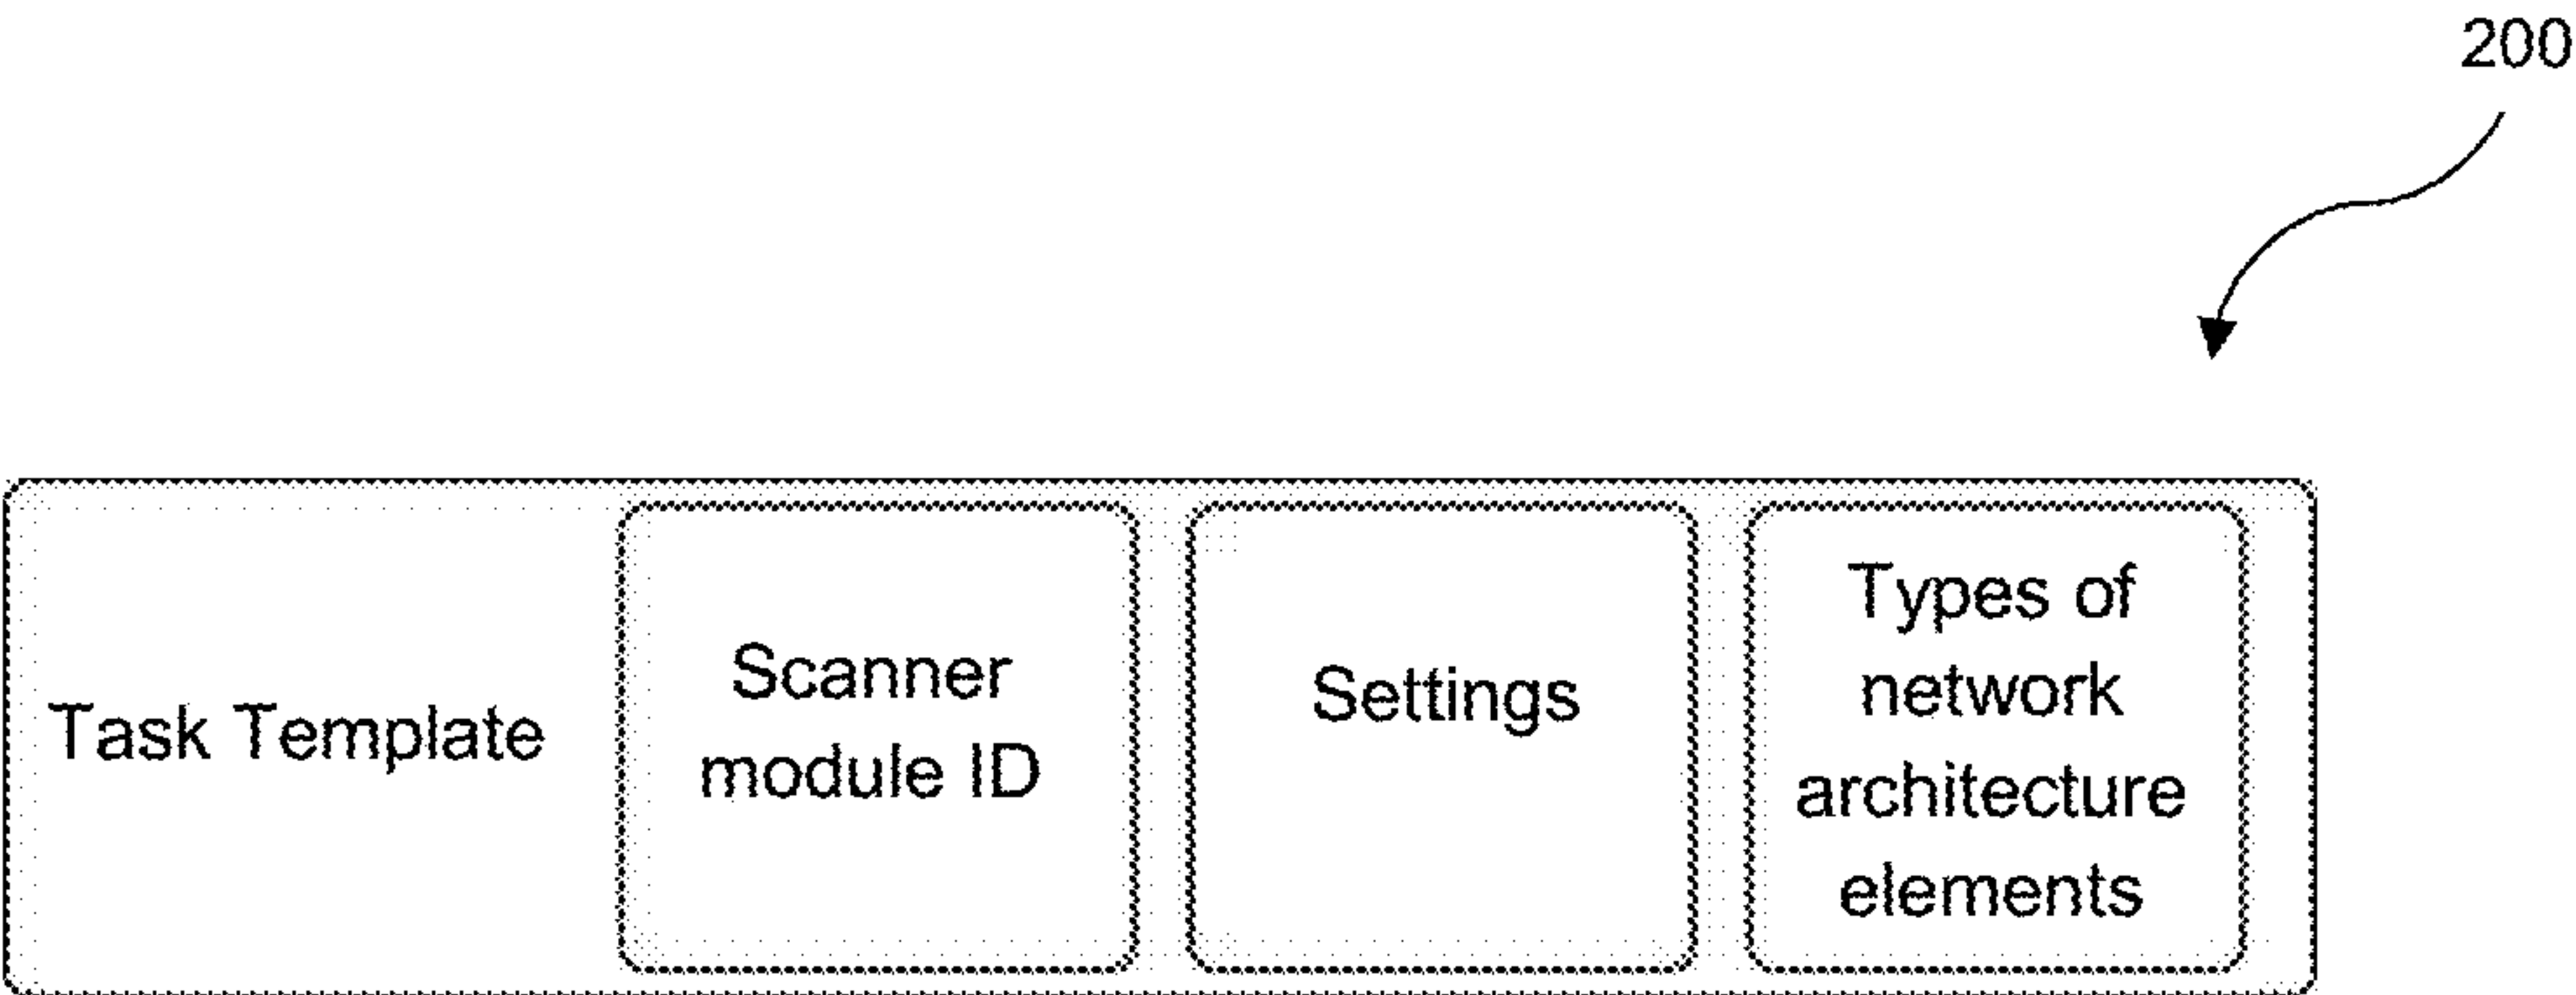 200
Task Template
Scanner
module ID
Settings
Types of
network
architecture
elements